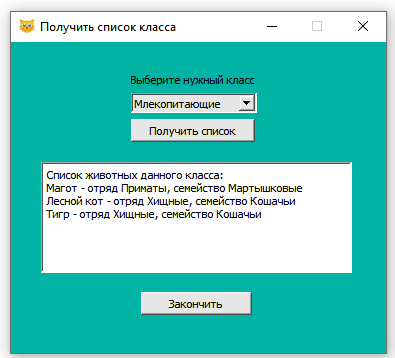 Получить список класса
Выберите нужный класс
Млекопитающие
Получить список
Список животных данного класса:
Магот - отряд Приматы, семейство Мартышковые
Лесной кот - отряд Хищные, семейство Кошачьи
Тигр - отряд Хищные, семейство Кошачьи
Закончить